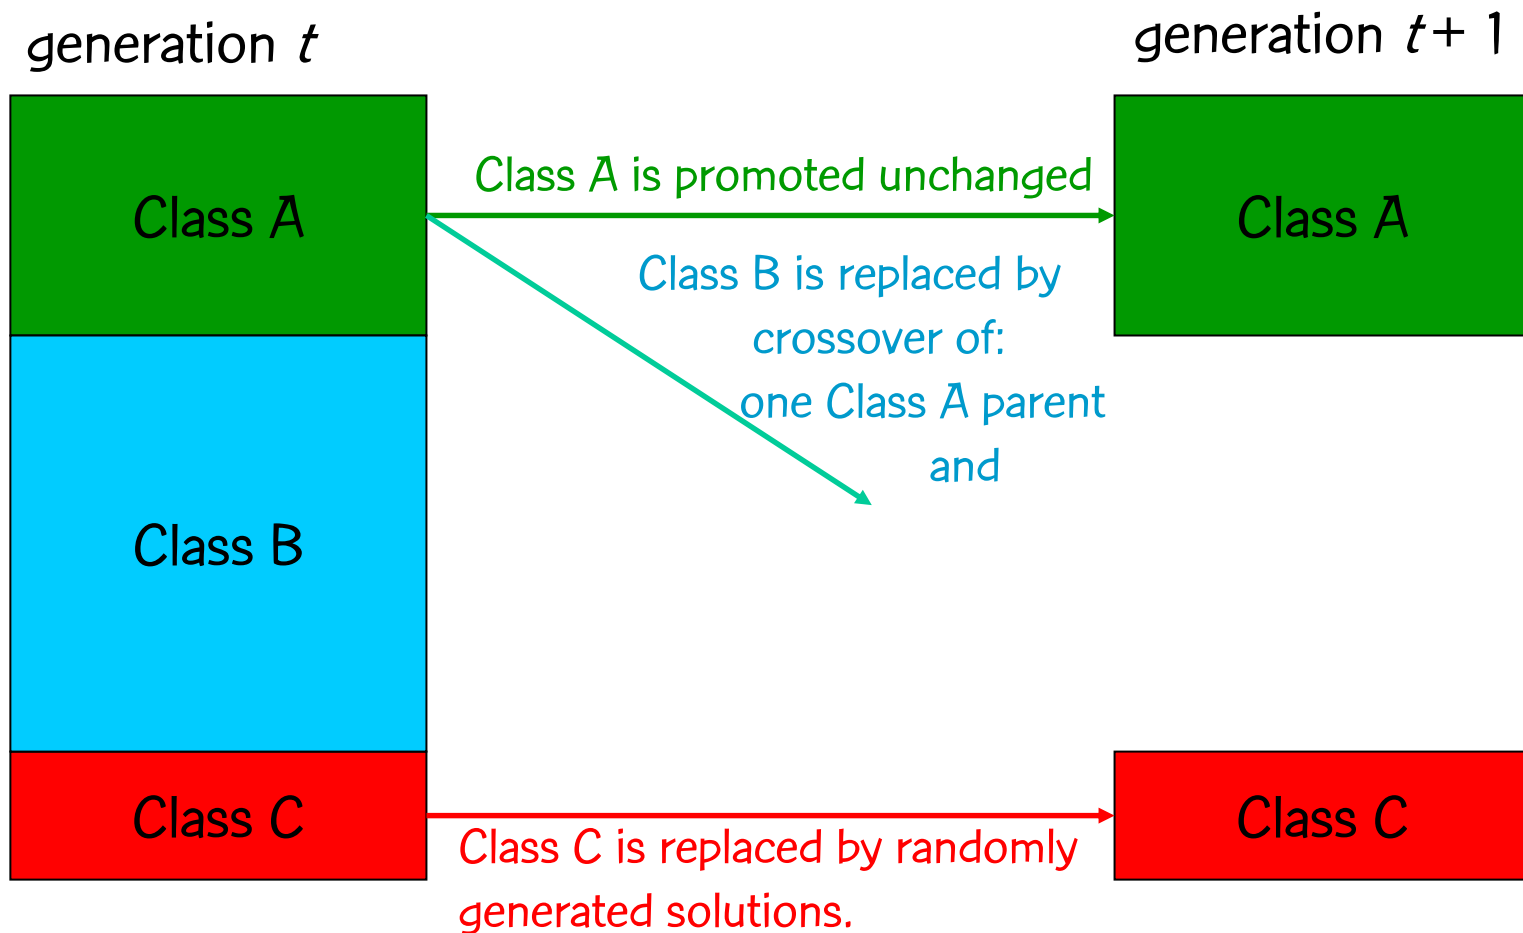 generation t
generation t + 1
Class A
Class A is promoted unchanged
Class A
Class B is replaced by
crossover of:
one Class A parent
and
Class B
Class C
Class C
Class C is replaced by randomly
generated solutions.